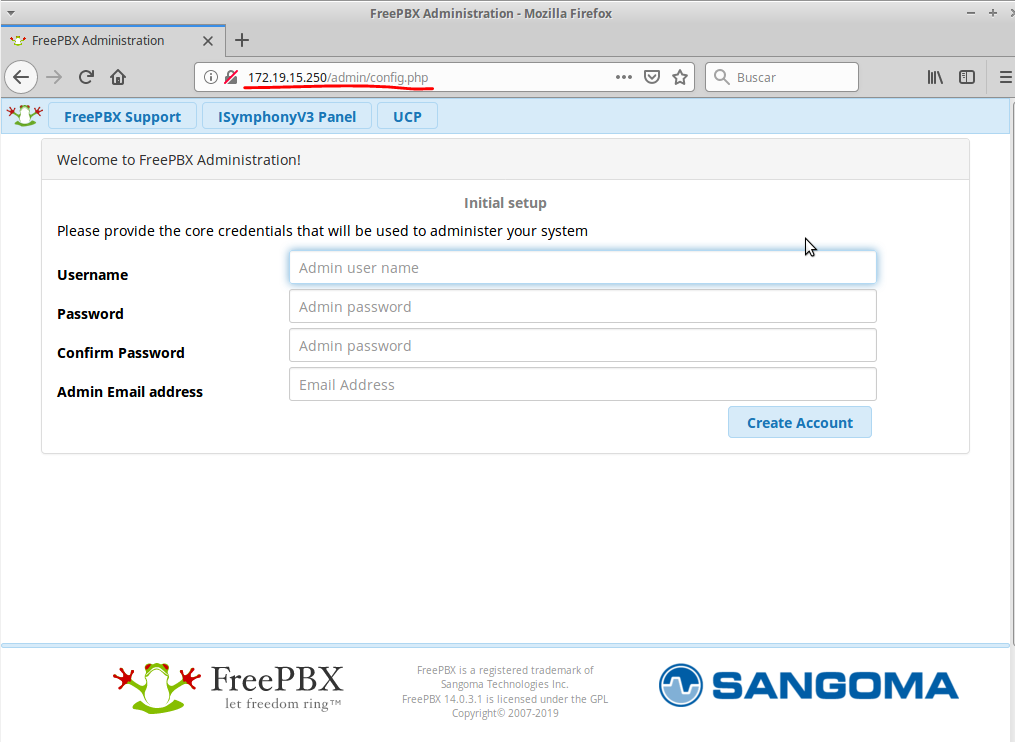 FreePBX Administration - Mozilla Firefox
FreePBX Administration
172.19.15.250/admin/config.php
Buscar
FreePBX Support
ISymphonyV3 Panel
UCP
Welcome to FreePBX Administration!
Initial setup
Please provide the core credentials that will be used to administer your system
Username
Admin user name
Password
Admin password
Confirm Password
Admin password
Admin Email address
Email Address
Create Account
FreePBX
let freedom ring™
FreePBX is a registered trademark of
Sangoma Technologies Inc.
FreePBX 14.0.3.1 is licensed under the GPL
Copyright© 2007-2019
SANGOMA